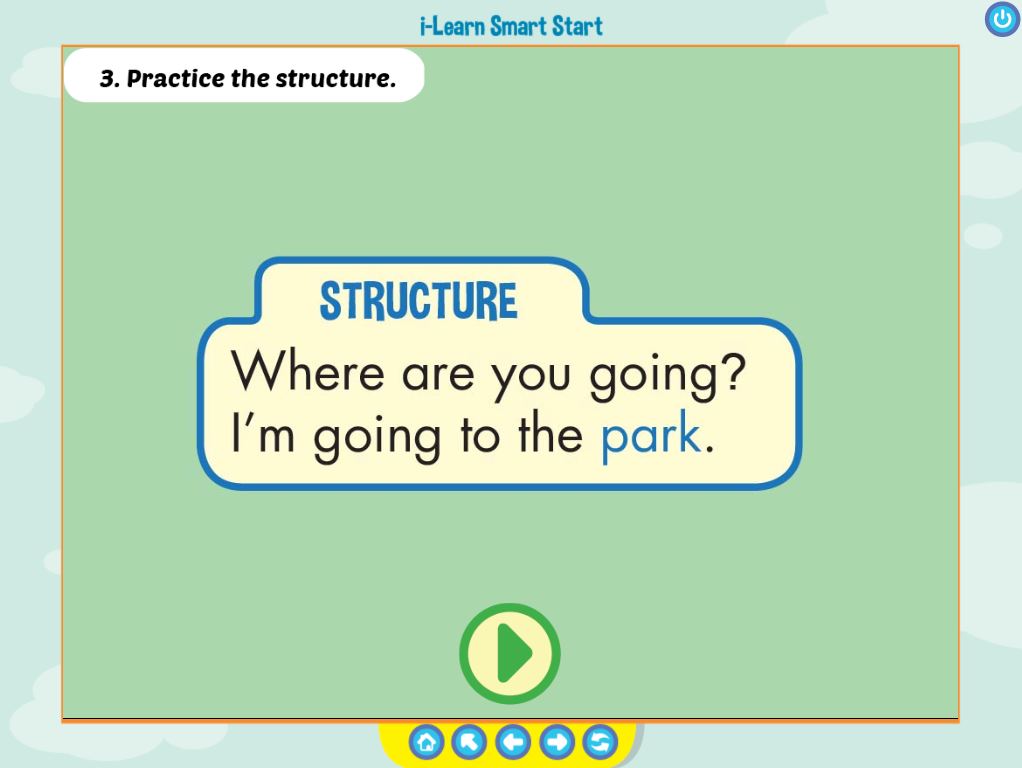 i-Learn Smart Start
3. Practice the structure.
STRUCTURE
Where are you going?
I'm going to the park.